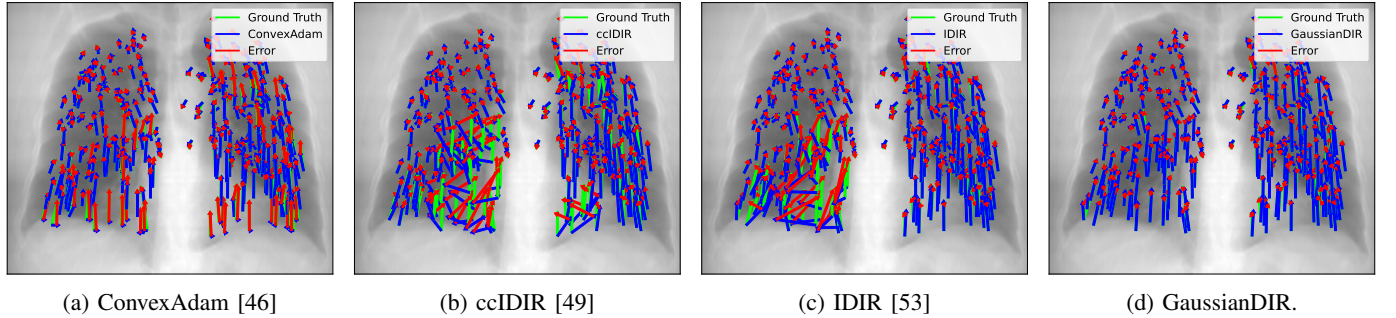 Ground Truth
ConvexAdam
Error
Ground Truth
ccIDIR
Error
Ground Truth
IDIR
Error
Ground Truth
GaussianDIR
Error
(a) ConvexAdam [46]
(b) ccIDIR [49]
(c) IDIR [53]
(d) GaussianDIR.